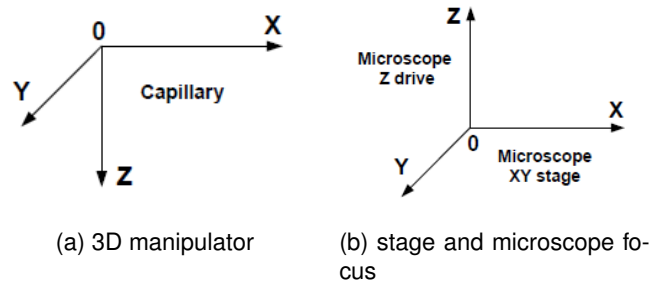 0
X
Y
Capillary
Z
(a) 3D manipulator
Z
Microscope
Z drive
X
0
Y
Microscope
XY stage
(b) stage and microscope fo-
cus